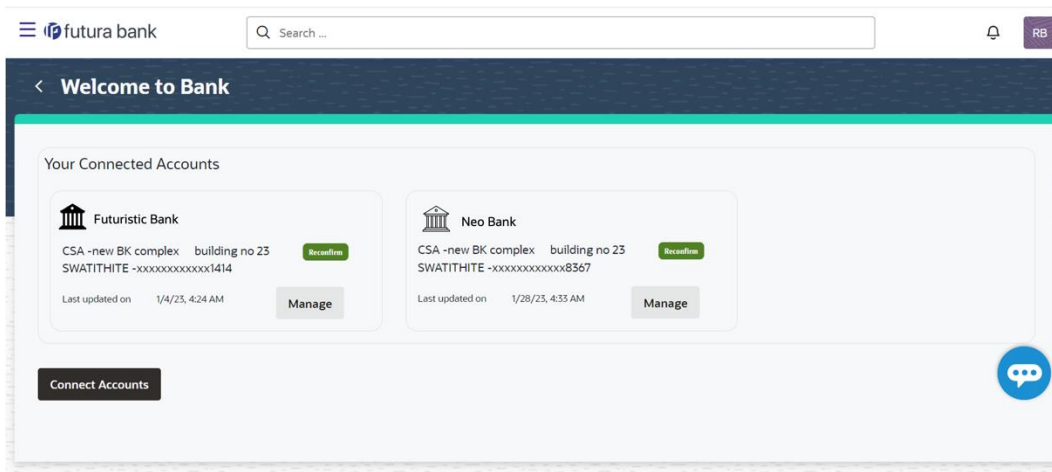 futura bank
Search ...
RB
Welcome to Bank
Your Connected Accounts
Futuristic Bank
CSA -new BK complex building no 23
SWATITHITE -xxxxxxxxxxxx1414
Reconfirm
Last updated on 1/4/23, 4:24 AM
Manage
Neo Bank
CSA -new BK complex building no 23
SWATITHITE -xxxxxxxxxxxx8367
Reconfirm
Last updated on 1/28/23, 4:33 AM
Manage
Connect Accounts